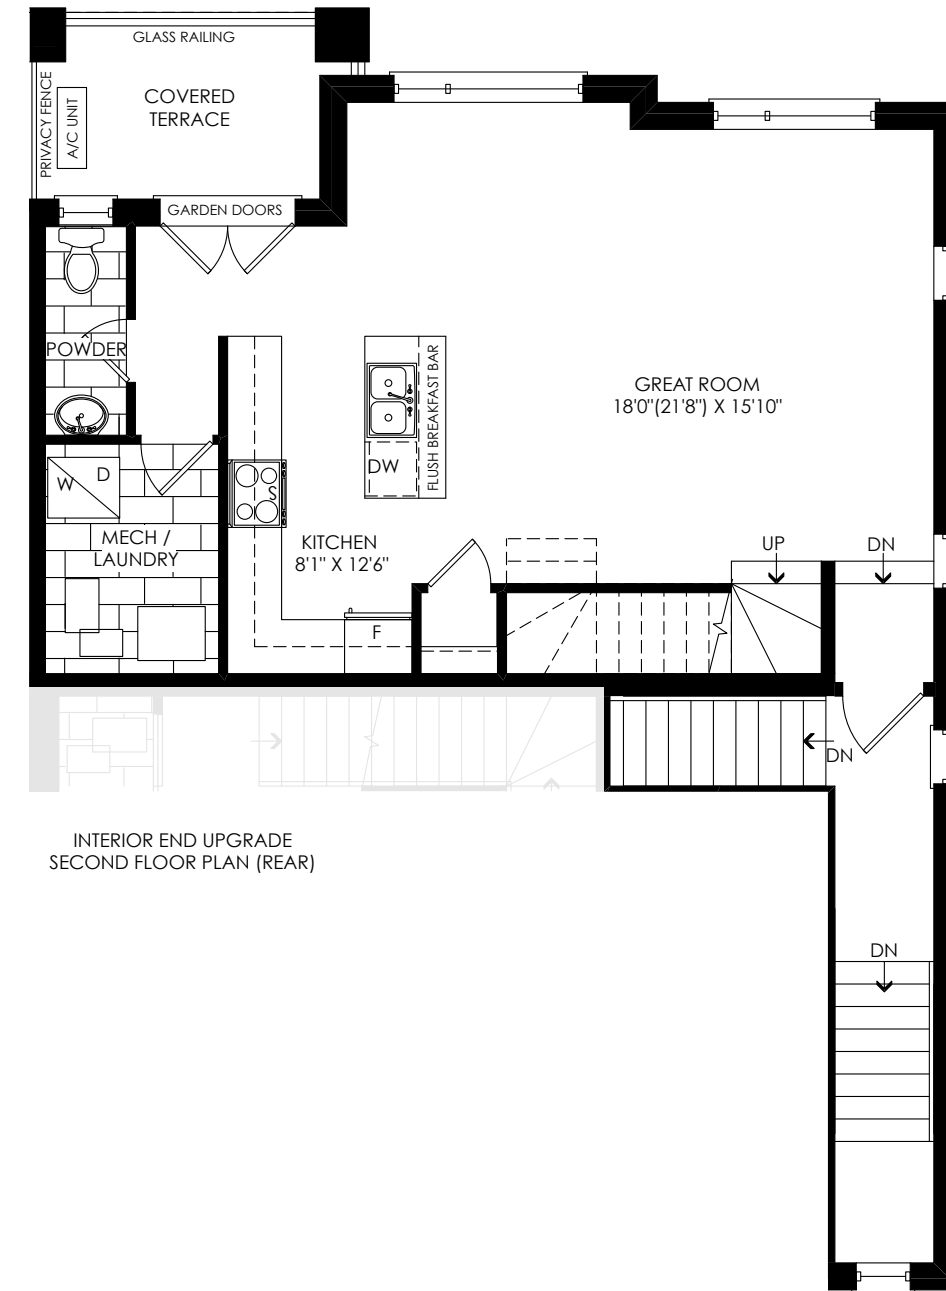 GLASS RAILING
PRIVACY FENCE
A/C UNIT
COVERED
TERRACE
GARDEN DOORS
POWDER
FLUSH BREAKFAST BAR
GREAT ROOM
18'0"(21'8") X 15'10"
DW
W
D
S
MECH /
LAUNDRY
KITCHEN
8'1" X 12'6"
UP
DN
F
DN
INTERIOR END UPGRADE
SECOND FLOOR PLAN (REAR)
DN